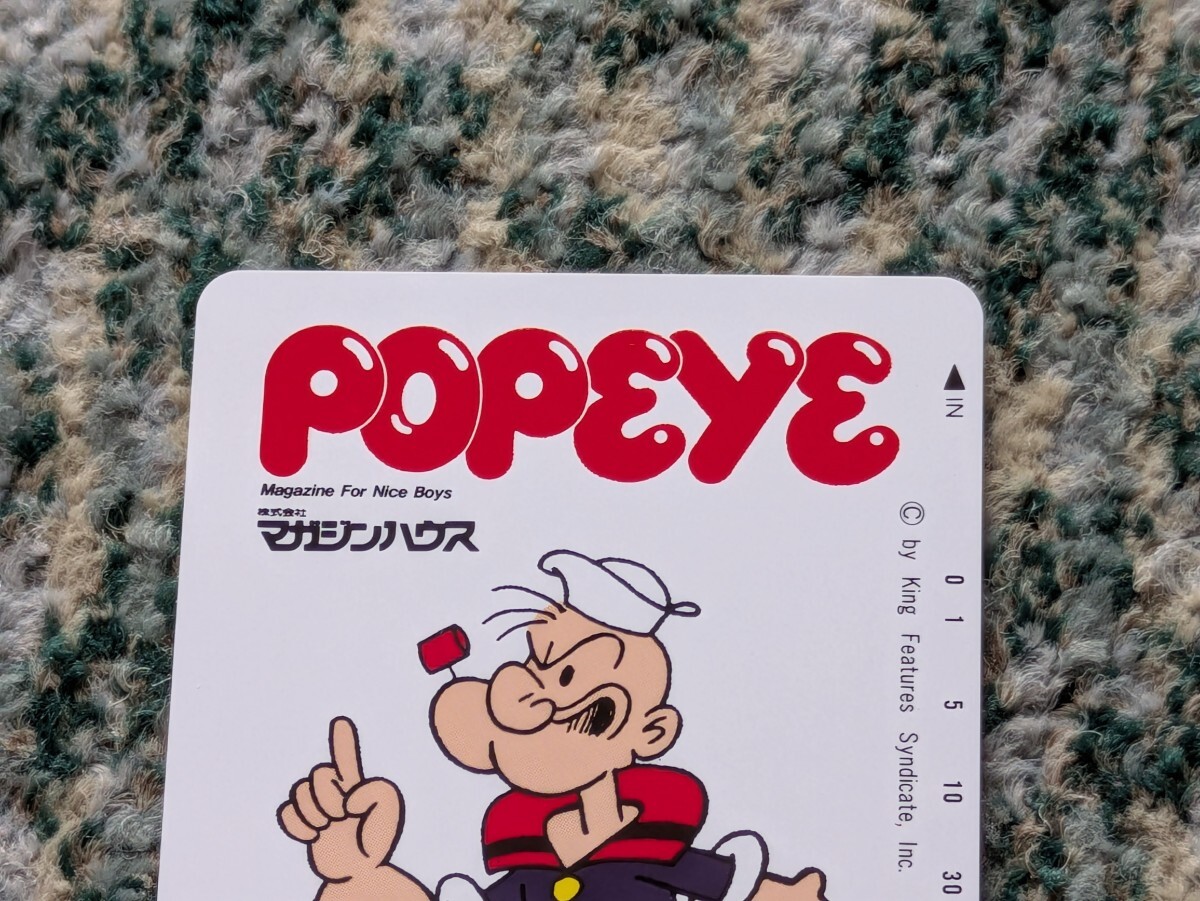 POPEYE
Magazine For Nice Boys
株式会社
マガジンハウス
◀IN
© by King Features Syndicate, Inc.
0 1 5 10 30